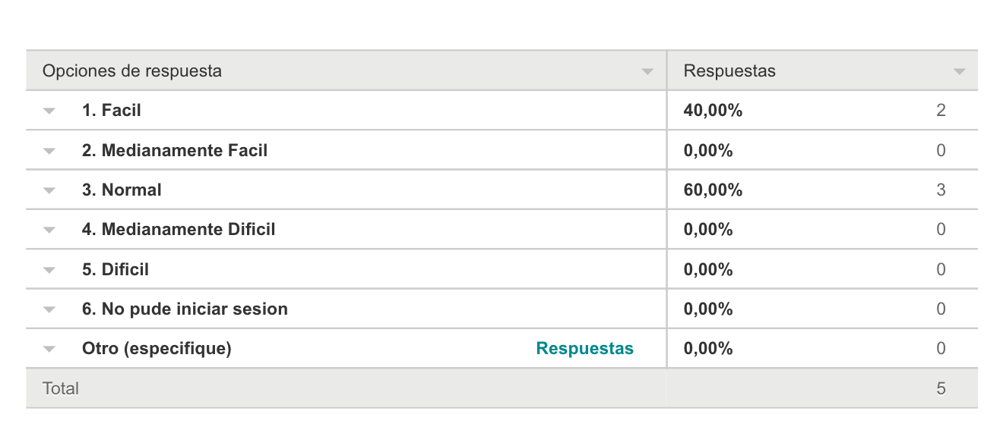 Opciones de respuesta Respuestas
1. Facil 40,00% 2
2. Medianamente Facil 0,00% 0
3. Normal 60,00% 3
4. Medianamente Dificil 0,00% 0
5. Dificil 0,00% 0
6. No pude iniciar sesion 0,00% 0
Otro (especifique) Respuestas 0,00% 0
Total 5